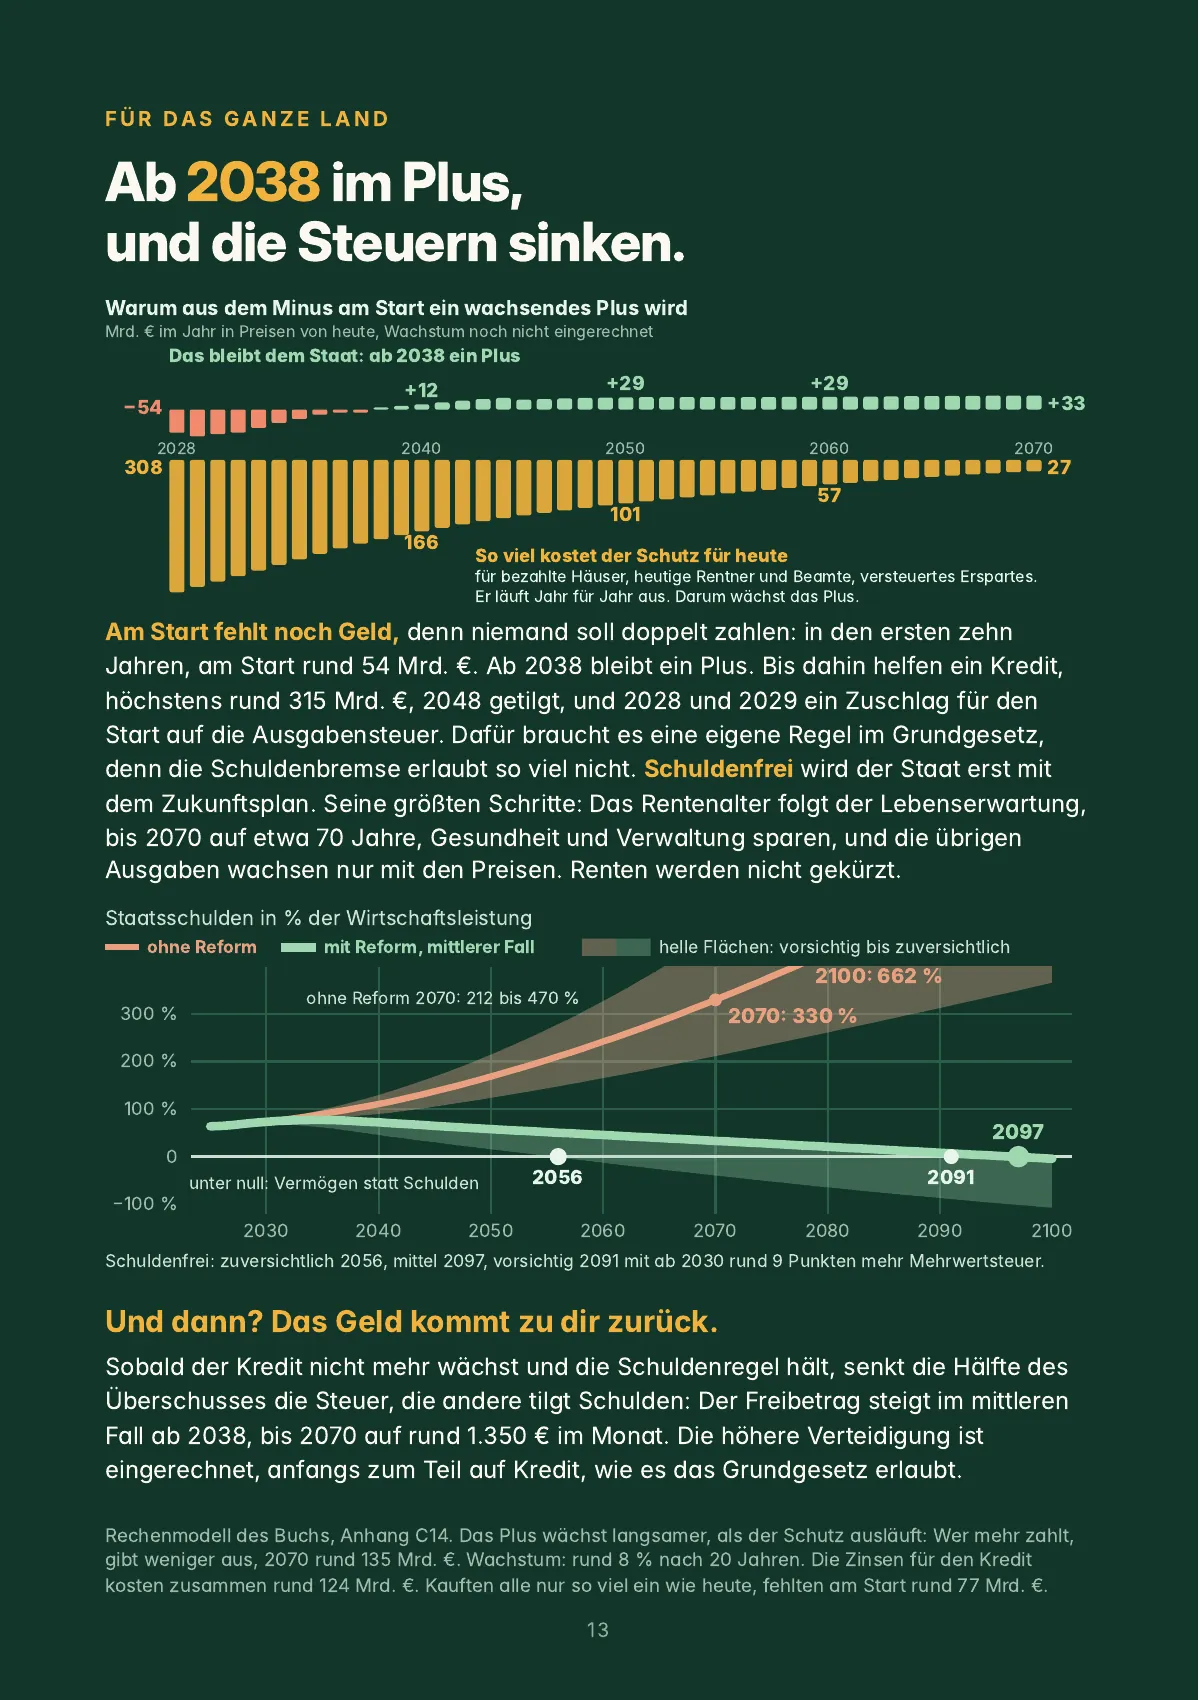 FÜR DAS GANZE LAND
Ab 2038 im Plus,
und die Steuern sinken.
Warum aus dem Minus am Start ein wachsendes Plus wird
Mrd. € im Jahr in Preisen von heute, Wachstum noch nicht eingerechnet
Das bleibt dem Staat: ab 2038 ein Plus
−54 +12 +29 +29 +33
2028 2040 2050 2060 2070
308 166 101 57 27
So viel kostet der Schutz für heute
für bezahlte Häuser, heutige Rentner und Beamte, versteuertes Erspartes.
Er läuft Jahr für Jahr aus. Darum wächst das Plus.
Am Start fehlt noch Geld, denn niemand soll doppelt zahlen: in den ersten zehn
Jahren, am Start rund 54 Mrd. €. Ab 2038 bleibt ein Plus. Bis dahin helfen ein Kredit,
höchstens rund 315 Mrd. €, 2048 getilgt, und 2028 und 2029 ein Zuschlag für den
Start auf die Ausgabensteuer. Dafür braucht es eine eigene Regel im Grundgesetz,
denn die Schuldenbremse erlaubt so viel nicht. Schuldenfrei wird der Staat erst mit
dem Zukunftsplan. Seine größten Schritte: Das Rentenalter folgt der Lebenserwartung,
bis 2070 auf etwa 70 Jahre, Gesundheit und Verwaltung sparen, und die übrigen
Ausgaben wachsen nur mit den Preisen. Renten werden nicht gekürzt.
Staatsschulden in % der Wirtschaftsleistung
ohne Reform mit Reform, mittlerer Fall helle Flächen: vorsichtig bis zuversichtlich
2100: 662 %
ohne Reform 2070: 212 bis 470 %
300 %
2070: 330 %
200 %
100 %
2097
0
2056 2091
unter null: Vermögen statt Schulden
−100 %
2030 2040 2050 2060 2070 2080 2090 2100
Schuldenfrei: zuversichtlich 2056, mittel 2097, vorsichtig 2091 mit ab 2030 rund 9 Punkten mehr Mehrwertsteuer.
Und dann? Das Geld kommt zu dir zurück.
Sobald der Kredit nicht mehr wächst und die Schuldenregel hält, senkt die Hälfte des
Überschusses die Steuer, die andere tilgt Schulden: Der Freibetrag steigt im mittleren
Fall ab 2038, bis 2070 auf rund 1.350 € im Monat. Die höhere Verteidigung ist
eingerechnet, anfangs zum Teil auf Kredit, wie es das Grundgesetz erlaubt.
Rechenmodell des Buchs, Anhang C14. Das Plus wächst langsamer, als der Schutz ausläuft: Wer mehr zahlt,
gibt weniger aus, 2070 rund 135 Mrd. €. Wachstum: rund 8 % nach 20 Jahren. Die Zinsen für den Kredit
kosten zusammen rund 124 Mrd. €. Kauften alle nur so viel ein wie heute, fehlten am Start rund 77 Mrd. €.
13